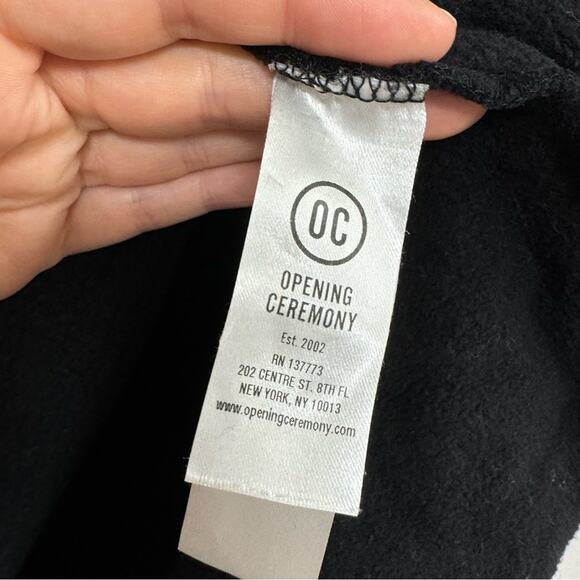 OC
OPENING
CEREMONY
Est. 2002
RN 137773
202 CENTRE ST. 8TH FL
NEW YORK, NY 10013
www.openingceremony.com